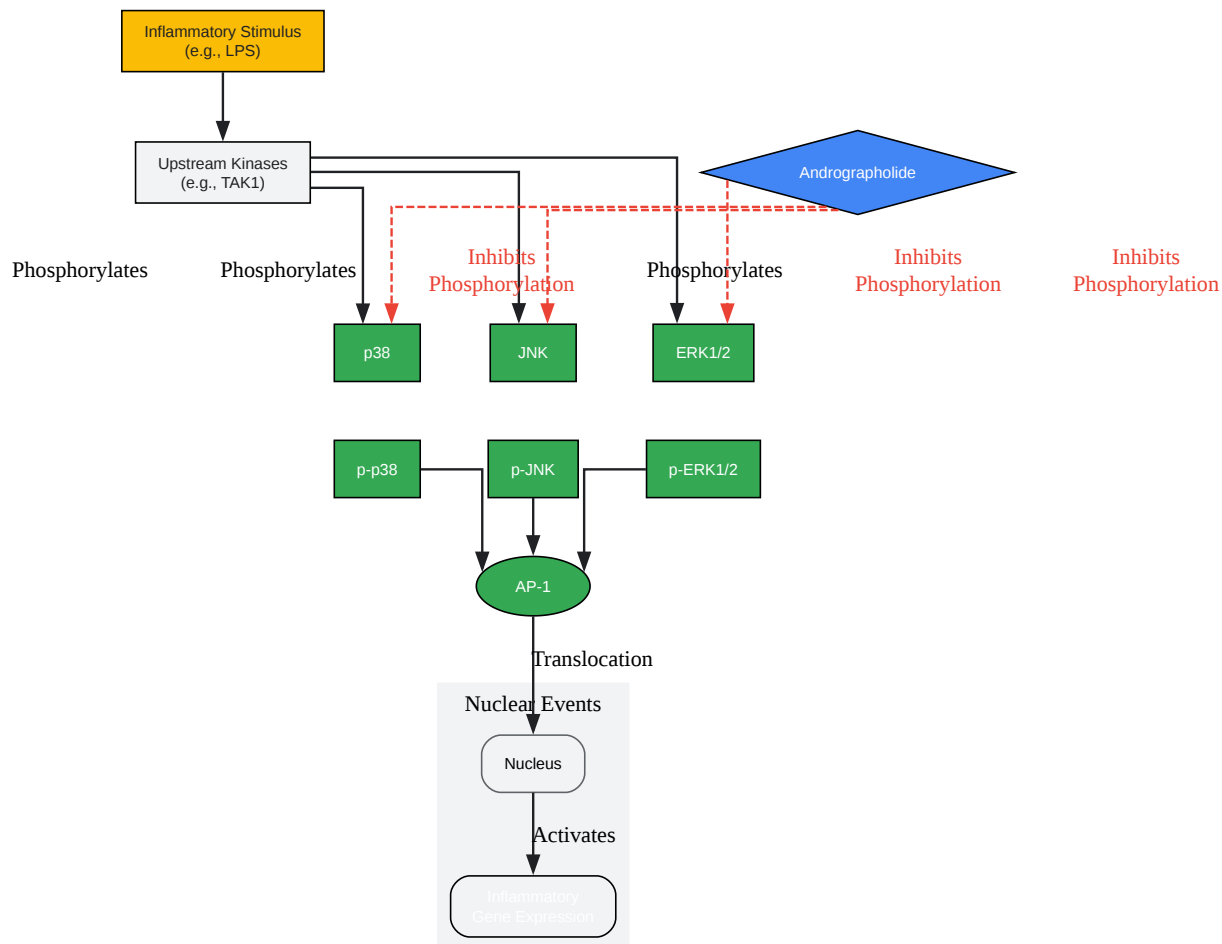 Inflammatory Stimulus
(e.g., LPS)
Upstream Kinases
(e.g., TAK1)
Andrographolide
Phosphorylates
Phosphorylates
Inhibits
Phosphorylation
Phosphorylates
Inhibits
Phosphorylation
Inhibits
Phosphorylation
p38
JNK
ERK1/2
p-p38
p-JNK
p-ERK1/2
AP-1
Translocation
Nuclear Events
Nucleus
Activates
Inflammatory
Gene Expression